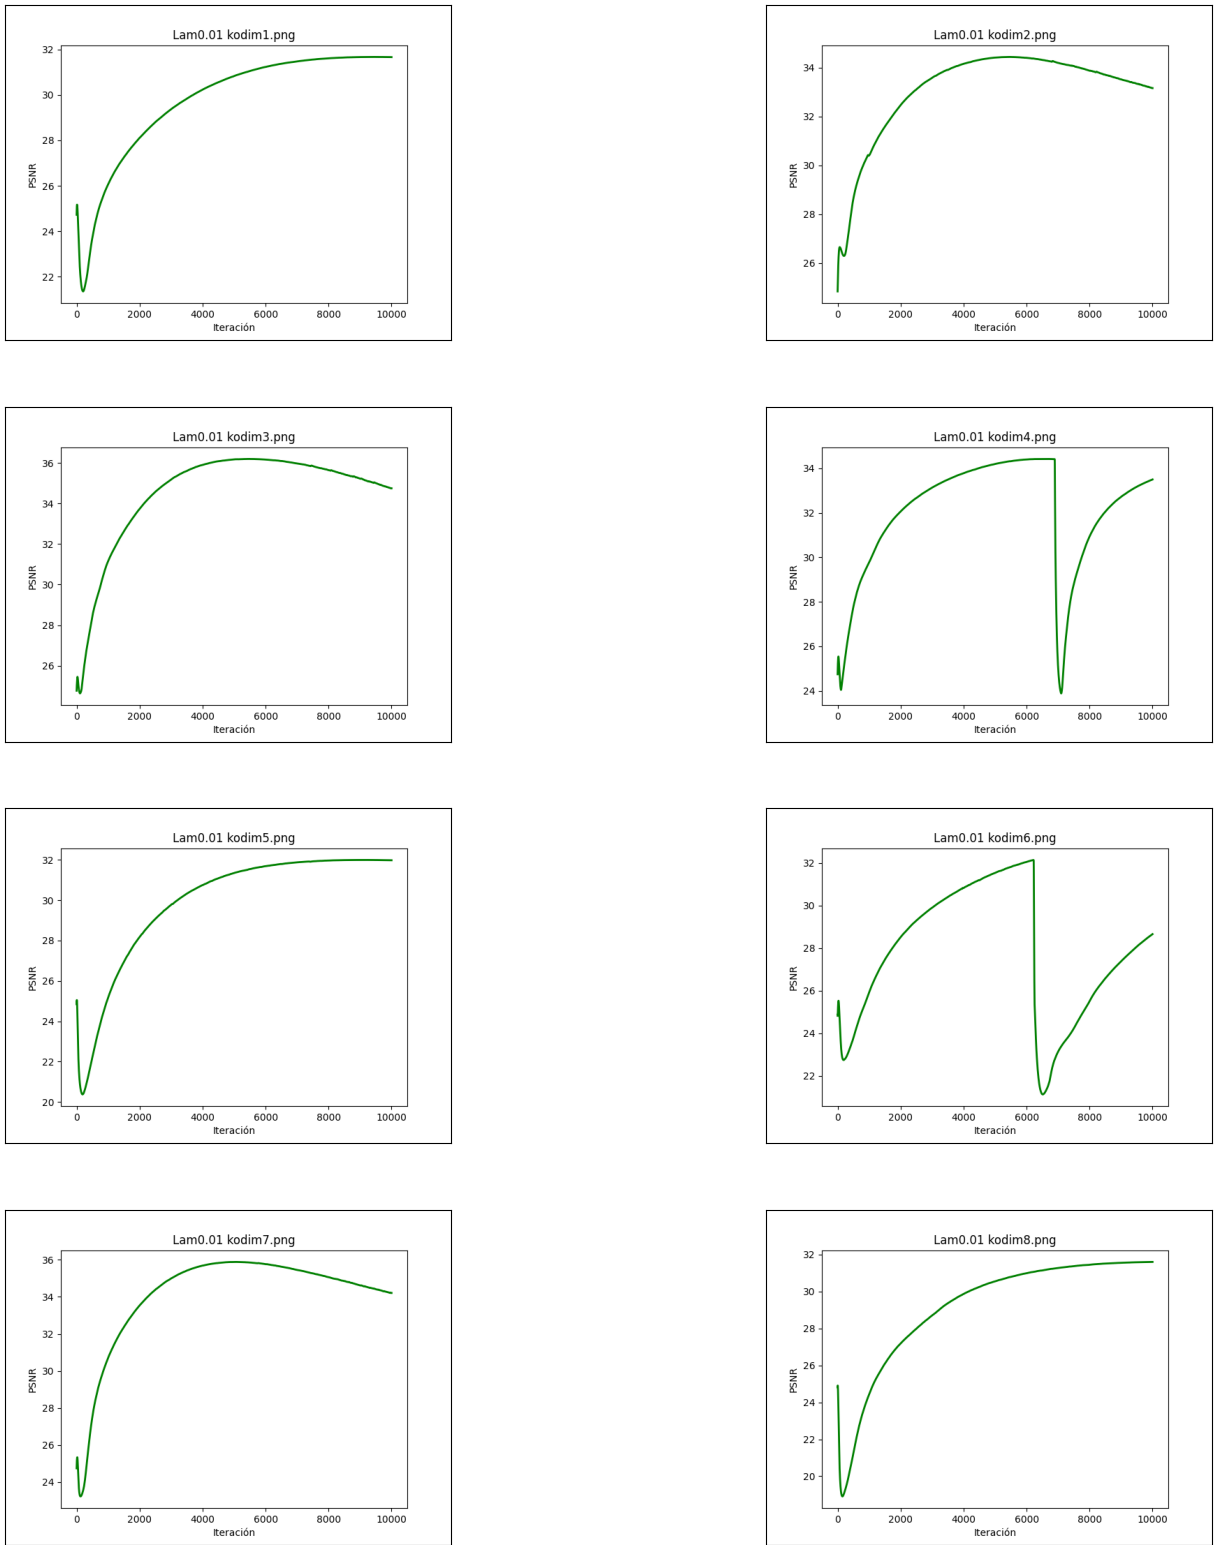 Lam0.01 kodim1.png
32
30
28
26
24
22
PSNR
0 2000 4000 6000 8000 10000
Iteración
Lam0.01 kodim2.png
34
32
30
28
26
PSNR
0 2000 4000 6000 8000 10000
Iteración
Lam0.01 kodim3.png
36
34
32
30
28
26
PSNR
0 2000 4000 6000 8000 10000
Iteración
Lam0.01 kodim4.png
34
32
30
28
26
24
PSNR
0 2000 4000 6000 8000 10000
Iteración
Lam0.01 kodim5.png
32
30
28
26
24
22
20
PSNR
0 2000 4000 6000 8000 10000
Iteración
Lam0.01 kodim6.png
32
30
28
26
24
22
PSNR
0 2000 4000 6000 8000 10000
Iteración
Lam0.01 kodim7.png
36
34
32
30
28
26
24
PSNR
0 2000 4000 6000 8000 10000
Iteración
Lam0.01 kodim8.png
32
30
28
26
24
22
20
PSNR
0 2000 4000 6000 8000 10000
Iteración